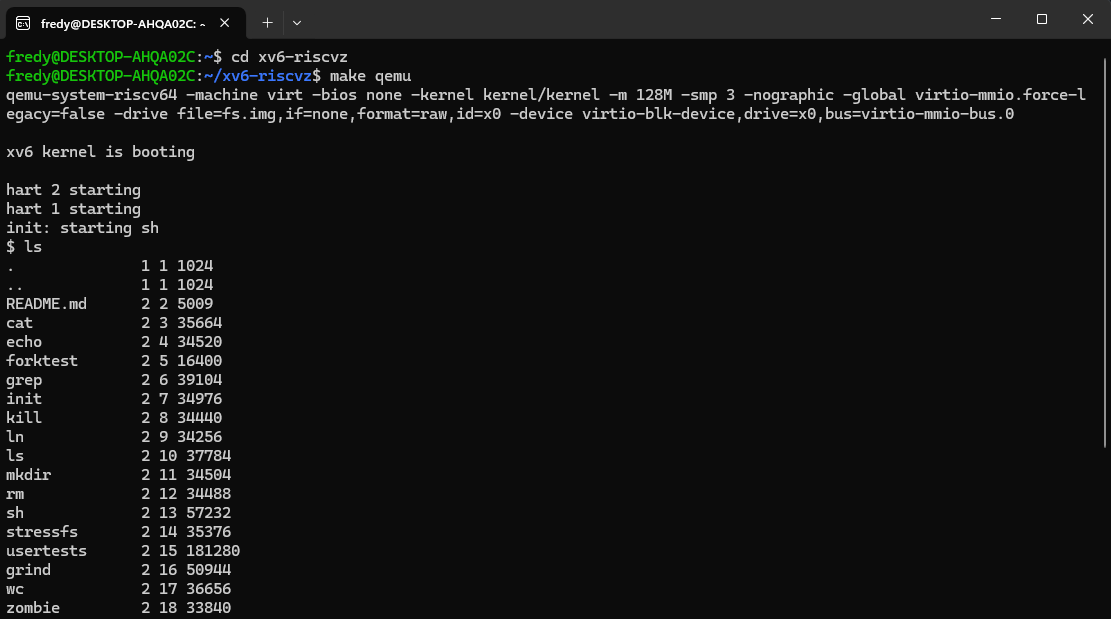 fredy@DESKTOP-AHQA02C: ~
fredy@DESKTOP-AHQA02C:~$ cd xv6-riscvz
fredy@DESKTOP-AHQA02C:~/xv6-riscvz$ make qemu
qemu-system-riscv64 -machine virt -bios none -kernel kernel/kernel -m 128M -smp 3 -nographic -global virtio-mmio.force-l
egacy=false -drive file=fs.img,if=none,format=raw,id=x0 -device virtio-blk-device,drive=x0,bus=virtio-mmio-bus.0
xv6 kernel is booting
hart 2 starting
hart 1 starting
init: starting sh
$ ls
.              1 1 1024
..             1 1 1024
README.md      2 2 5009
cat            2 3 35664
echo           2 4 34520
forktest       2 5 16400
grep           2 6 39104
init           2 7 34976
kill           2 8 34440
ln             2 9 34256
ls             2 10 37784
mkdir          2 11 34504
rm             2 12 34488
sh             2 13 57232
stressfs       2 14 35376
usertests      2 15 181280
grind          2 16 50944
wc             2 17 36656
zombie         2 18 33840